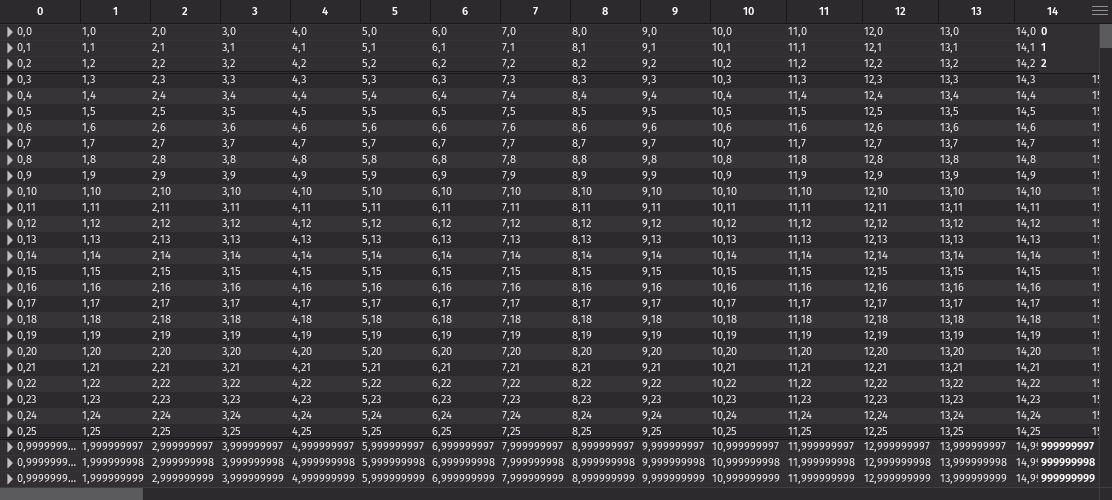 0 1 2 3 4 5 6 7 8 9 10 11 12 13 14
0,0 1,0 2,0 3,0 4,0 5,0 6,0 7,0 8,0 9,0 10,0 11,0 12,0 13,0 14,0 0
0,1 1,1 2,1 3,1 4,1 5,1 6,1 7,1 8,1 9,1 10,1 11,1 12,1 13,1 14,1 1
0,2 1,2 2,2 3,2 4,2 5,2 6,2 7,2 8,2 9,2 10,2 11,2 12,2 13,2 14,2 2
0,3 1,3 2,3 3,3 4,3 5,3 6,3 7,3 8,3 9,3 10,3 11,3 12,3 13,3 14,3
0,4 1,4 2,4 3,4 4,4 5,4 6,4 7,4 8,4 9,4 10,4 11,4 12,4 13,4 14,4
0,5 1,5 2,5 3,5 4,5 5,5 6,5 7,5 8,5 9,5 10,5 11,5 12,5 13,5 14,5
0,6 1,6 2,6 3,6 4,6 5,6 6,6 7,6 8,6 9,6 10,6 11,6 12,6 13,6 14,6
0,7 1,7 2,7 3,7 4,7 5,7 6,7 7,7 8,7 9,7 10,7 11,7 12,7 13,7 14,7
0,8 1,8 2,8 3,8 4,8 5,8 6,8 7,8 8,8 9,8 10,8 11,8 12,8 13,8 14,8
0,9 1,9 2,9 3,9 4,9 5,9 6,9 7,9 8,9 9,9 10,9 11,9 12,9 13,9 14,9
0,10 1,10 2,10 3,10 4,10 5,10 6,10 7,10 8,10 9,10 10,10 11,10 12,10 13,10 14,10
0,11 1,11 2,11 3,11 4,11 5,11 6,11 7,11 8,11 9,11 10,11 11,11 12,11 13,11 14,11
0,12 1,12 2,12 3,12 4,12 5,12 6,12 7,12 8,12 9,12 10,12 11,12 12,12 13,12 14,12
0,13 1,13 2,13 3,13 4,13 5,13 6,13 7,13 8,13 9,13 10,13 11,13 12,13 13,13 14,13
0,14 1,14 2,14 3,14 4,14 5,14 6,14 7,14 8,14 9,14 10,14 11,14 12,14 13,14 14,14
0,15 1,15 2,15 3,15 4,15 5,15 6,15 7,15 8,15 9,15 10,15 11,15 12,15 13,15 14,15
0,16 1,16 2,16 3,16 4,16 5,16 6,16 7,16 8,16 9,16 10,16 11,16 12,16 13,16 14,16
0,17 1,17 2,17 3,17 4,17 5,17 6,17 7,17 8,17 9,17 10,17 11,17 12,17 13,17 14,17
0,18 1,18 2,18 3,18 4,18 5,18 6,18 7,18 8,18 9,18 10,18 11,18 12,18 13,18 14,18
0,19 1,19 2,19 3,19 4,19 5,19 6,19 7,19 8,19 9,19 10,19 11,19 12,19 13,19 14,19
0,20 1,20 2,20 3,20 4,20 5,20 6,20 7,20 8,20 9,20 10,20 11,20 12,20 13,20 14,20
0,21 1,21 2,21 3,21 4,21 5,21 6,21 7,21 8,21 9,21 10,21 11,21 12,21 13,21 14,21
0,22 1,22 2,22 3,22 4,22 5,22 6,22 7,22 8,22 9,22 10,22 11,22 12,22 13,22 14,22
0,23 1,23 2,23 3,23 4,23 5,23 6,23 7,23 8,23 9,23 10,23 11,23 12,23 13,23 14,23
0,24 1,24 2,24 3,24 4,24 5,24 6,24 7,24 8,24 9,24 10,24 11,24 12,24 13,24 14,24
0,25 1,25 2,25 3,25 4,25 5,25 6,25 7,25 8,25 9,25 10,25 11,25 12,25 13,25 14,25
0,9999999… 1,999999997 2,999999997 3,999999997 4,999999997 5,999999997 6,999999997 7,999999997 8,999999997 9,999999997 10,999999997 11,999999997 12,999999997 13,999999997 14,9 999999997
0,9999999… 1,999999998 2,999999998 3,999999998 4,999999998 5,999999998 6,999999998 7,999999998 8,999999998 9,999999998 10,999999998 11,999999998 12,999999998 13,999999998 14,9 999999998
0,9999999… 1,999999999 2,999999999 3,999999999 4,999999999 5,999999999 6,999999999 7,999999999 8,999999999 9,999999999 10,999999999 11,999999999 12,999999999 13,999999999 14,9 999999999